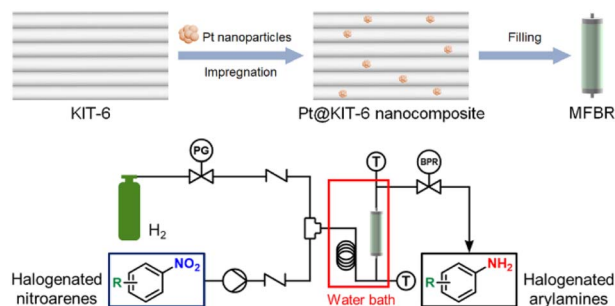 Pt nanoparticles
Impregnation
Filling
KIT-6
Pt@KIT-6 nanocomposite
MFBR
PG
T
BPR
H2
R
NO2
T
R
NH2
Halogenated
nitroarenes
Water bath
Halogenated
arylamines